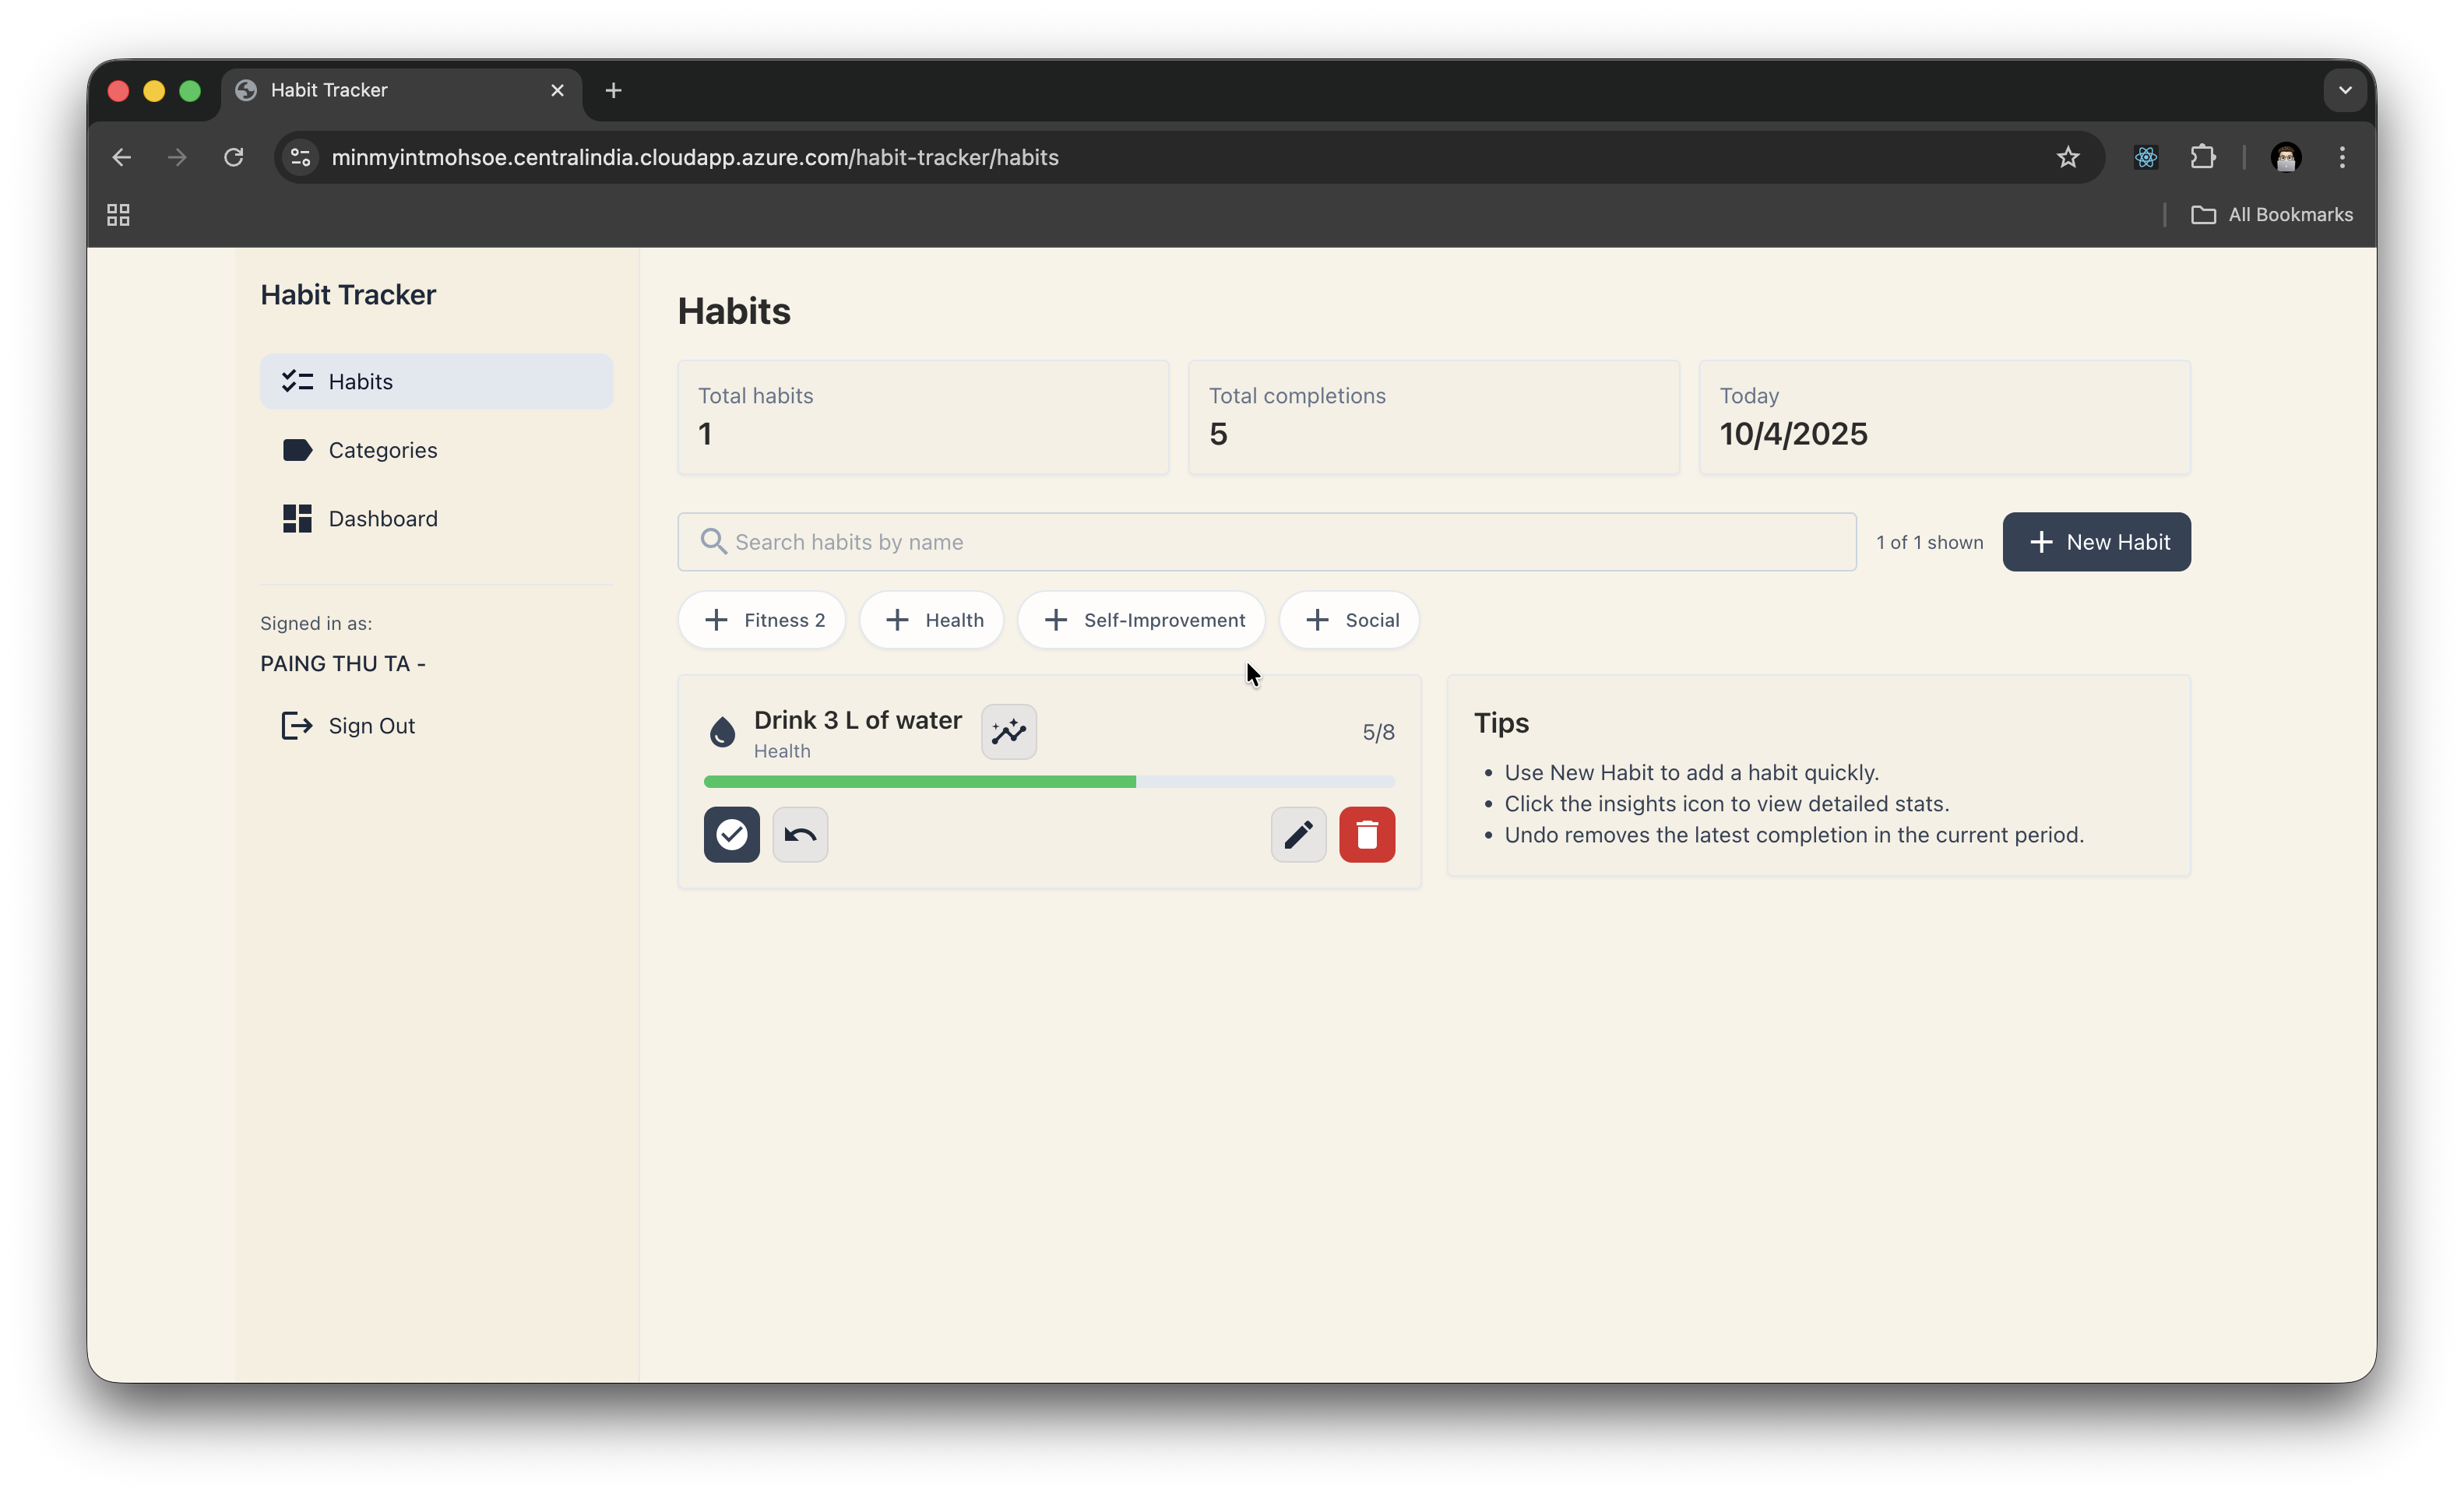 Habit Tracker
minmyintmohsoe.centralindia.cloudapp.azure.com/habit-tracker/habits
All Bookmarks
Habit Tracker
Habits
Categories
Dashboard
Signed in as:
PAING THU TA -
Sign Out
Habits
Total habits
1
Total completions
5
Today
10/4/2025
Search habits by name
1 of 1 shown
New Habit
Fitness 2
Health
Self-Improvement
Social
Drink 3 L of water
Health
5/8
Tips
• Use New Habit to add a habit quickly.
• Click the insights icon to view detailed stats.
• Undo removes the latest completion in the current period.